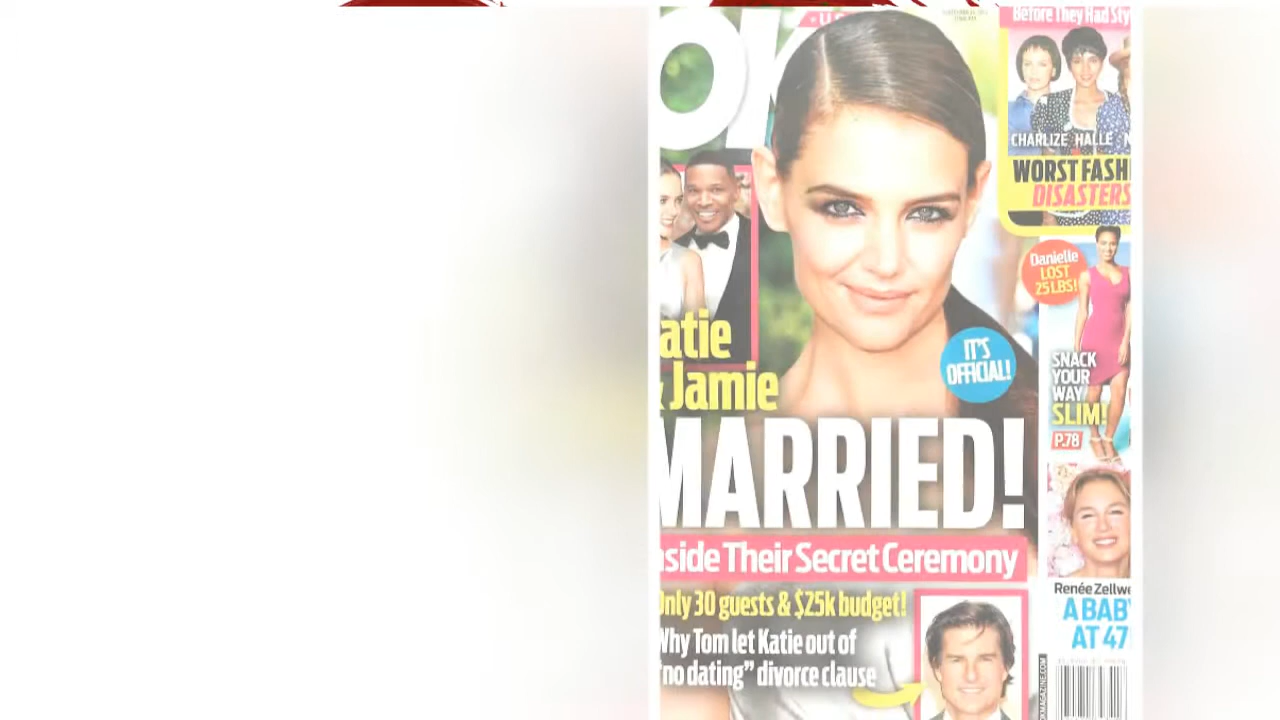 OK
Before They Had Sty
CHARLIZE HALLE N
WORST FASHI
DISASTERS
Danielle
LOST
25 LBS!
atie
& Jamie
IT'S
OFFICIAL!
SNACK
YOUR
WAY
SLIM!
P.78
MARRIED!
nside Their Secret Ceremony
Only 30 guests & $25k budget!
Why Tom let Katie out of
"no dating" divorce clause
Renée Zellwe
A BABY
AT 47